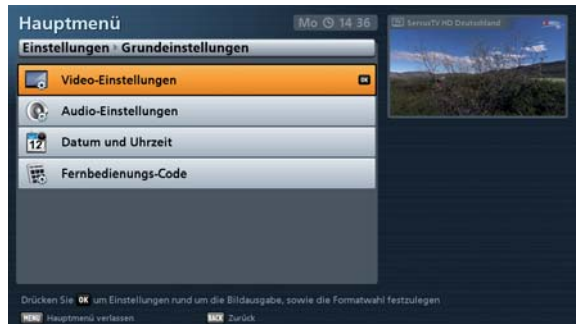 Hauptmenü
Mo 14 36
ServusTV HD Deutschland
Einstellungen Grundeinstellungen
Video-Einstellungen OK
Audio-Einstellungen
12 Datum und Uhrzeit
Fernbedienungs-Code
Drücken Sie OK um Einstellungen rund um die Bildausgabe, sowie die Formatwahl festzulegen
MENU Hauptmenü verlassen BACK Zurück